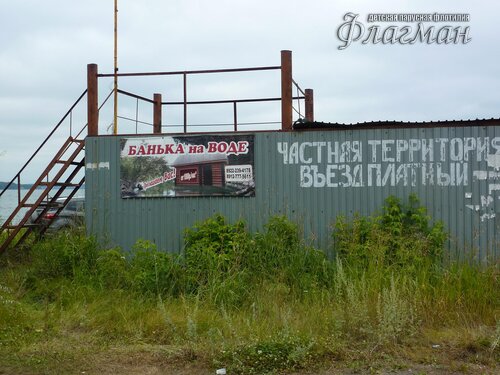 детская парусная флотилия
Флагман
БАНЬКА на ВОДЕ
ЧАСТНАЯ ТЕРРИТОРИЯ
ВЪЕЗД ПЛАТНЫЙ